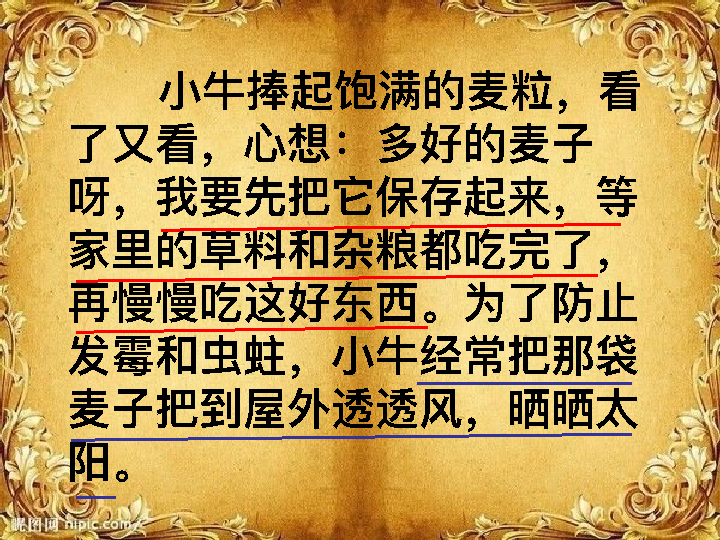 小牛捧起饱满的麦粒，看
了又看，心想：多好的麦子
呀，我要先把它保存起来，等
家里的草料和杂粮都吃完了，
再慢慢吃这好东西。为了防止
发霉和虫蛀，小牛经常把那袋
麦子把到屋外透透风，晒晒太
阳。
昵图网 nipic.com